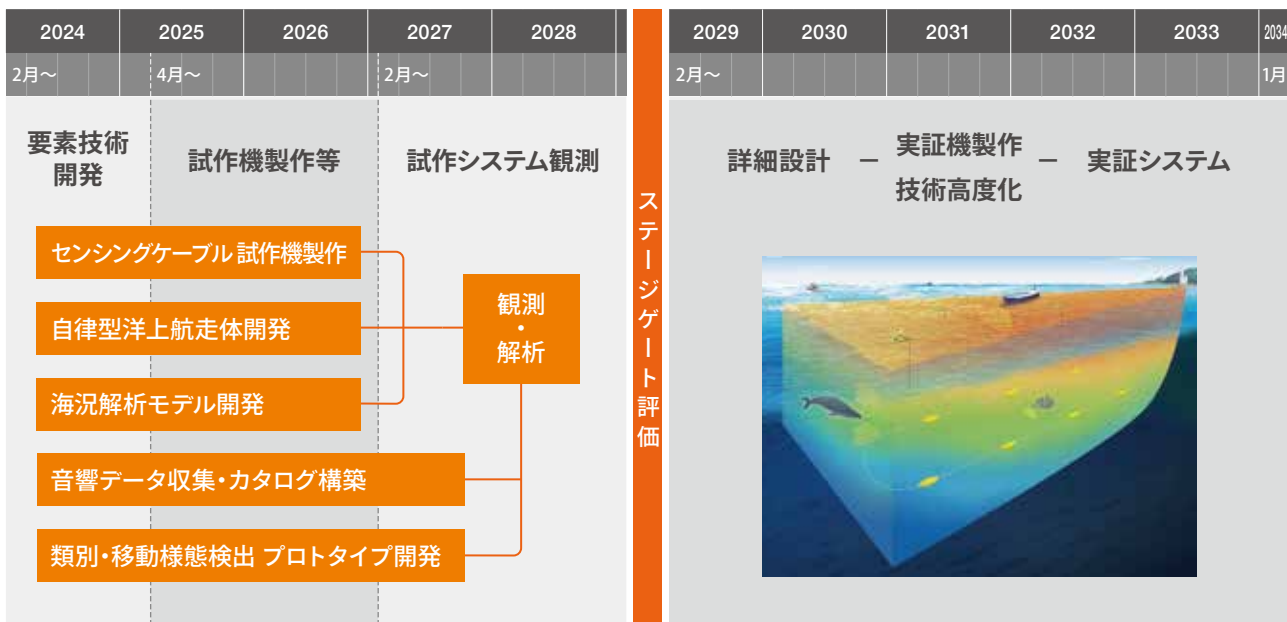 2024 2025 2026 2027 2028
2月～ 4月～ 2月～
要素技術
開発
試作機製作等
試作システム観測
センシングケーブル 試作機製作
自律型洋上航走体開発
海況解析モデル開発
音響データ収集・カタログ構築
類別・移動様態検出 プロトタイプ開発
観測
・
解析
ステージゲート評価
2029 2030 2031 2032 2033 2034
2月～ 1月
詳細設計 － 実証機製作 － 実証システム
技術高度化